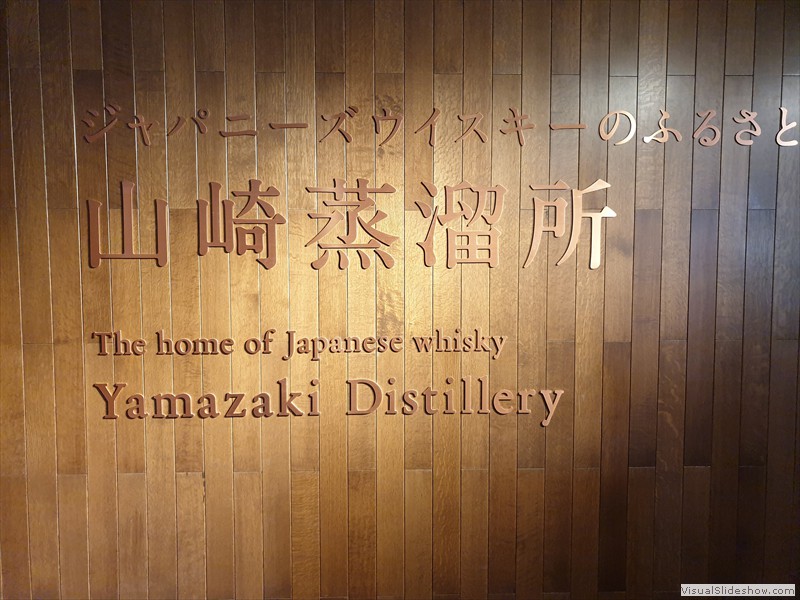 ジャパニーズウイスキーのふるさと
山崎蒸溜所
The home of Japanese whisky
Yamazaki Distillery
VisualSlideshow.com